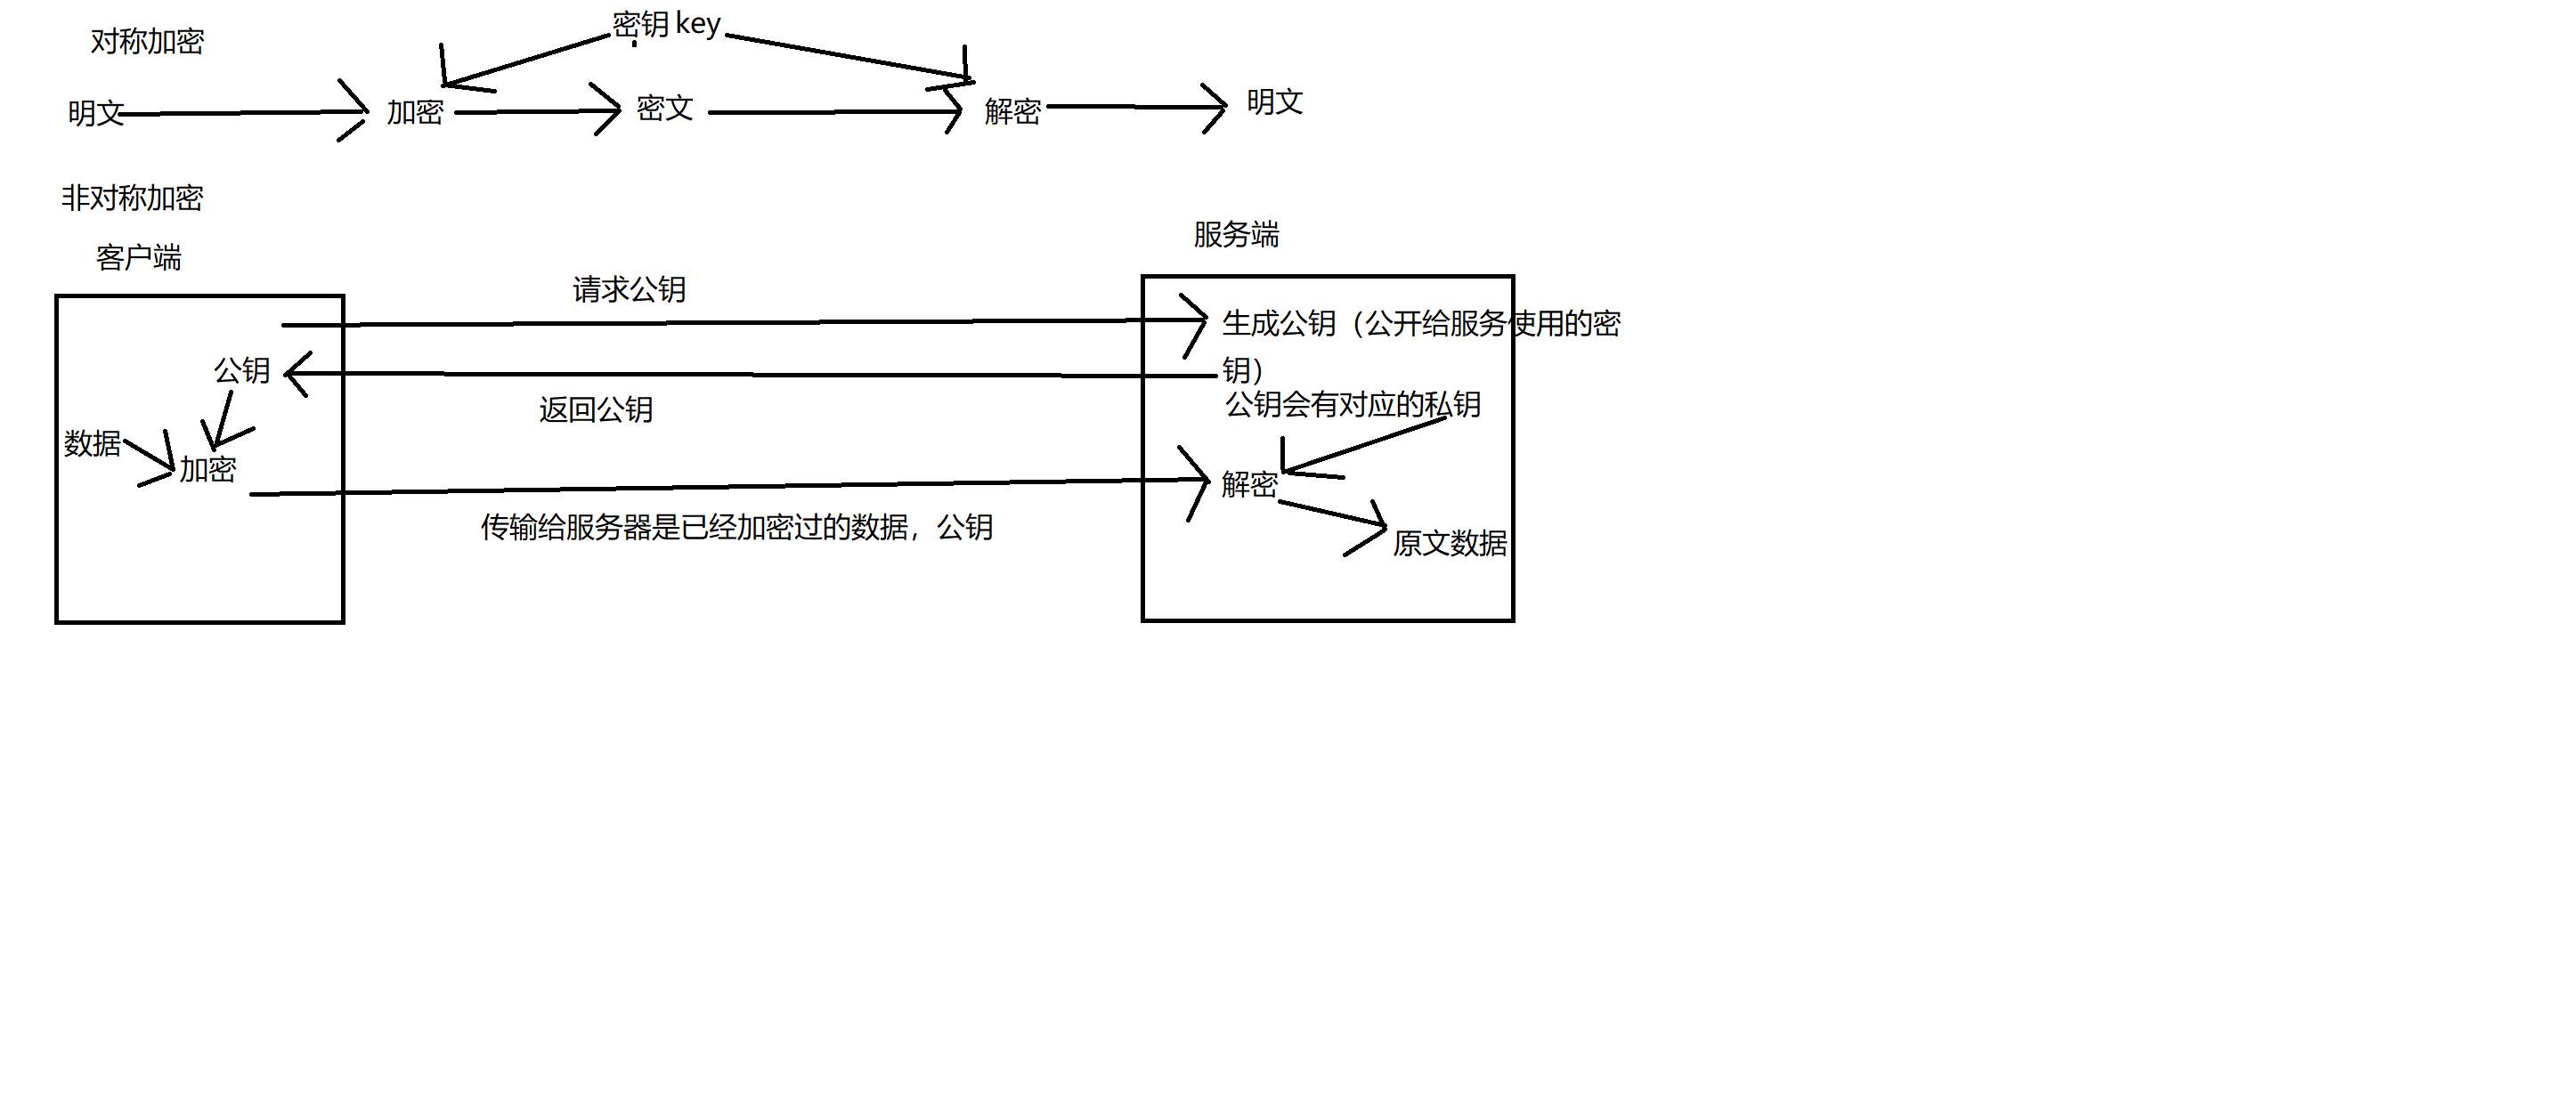 对称加密
密钥 key
明文
加密
密文
解密
明文
非对称加密
客户端
服务端
请求公钥
生成公钥（公开给服务使用的密
钥）
公钥
返回公钥
公钥会有对应的私钥
数据
加密
解密
传输给服务器是已经加密过的数据，公钥
原文数据